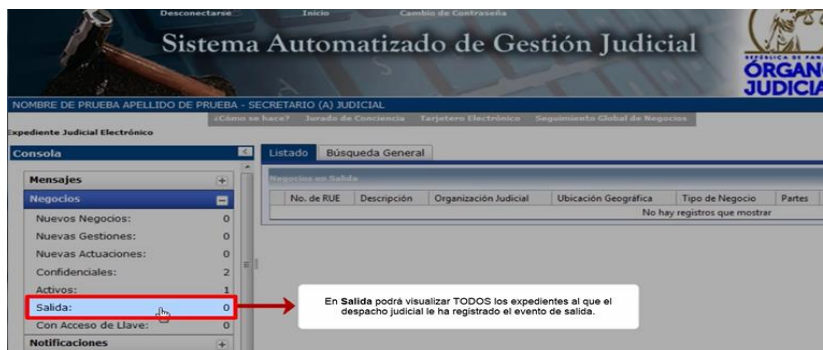 Desconectarse Inicio Cambio de Contraseña
Sistema Automatizado de Gestión Judicial
REPÚBLICA DE PAN
ÓRGANO
JUDICIA
NOMBRE DE PRUEBA APELLIDO DE PRUEBA - SECRETARIO (A) JUDICIAL
¿Cómo se hace? Jurado de Conciencia Tarjetero Electrónico Seguimiento Global de Negocios
Expediente Judicial Electrónico
Consola
Listado Búsqueda General
Mensajes
Negocios en Salida
Negocios
No. de RUE Descripción Organización Judicial Ubicación Geográfica Tipo de Negocio Partes
No hay registros que mostrar
Nuevos Negocios: 0
Nuevas Gestiones: 0
Nuevas Actuaciones: 0
Confidenciales: 2
Activos: 1
Salida: 0
En Salida podrá visualizar TODOS los expedientes al que el
despacho judicial le ha registrado el evento de salida.
Con Acceso de Llave: 0
Notificaciones